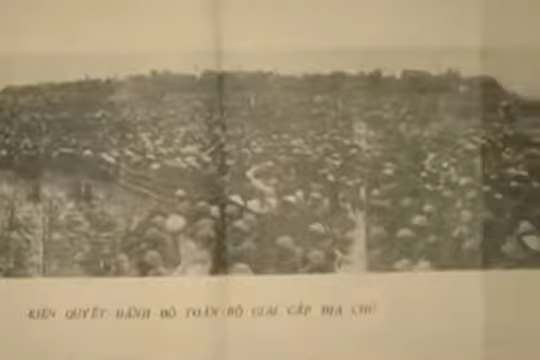 KIÊN QUYẾT ĐÁNH ĐỔ TOÀN BỘ GIAI CẤP ĐỊA CHỦ